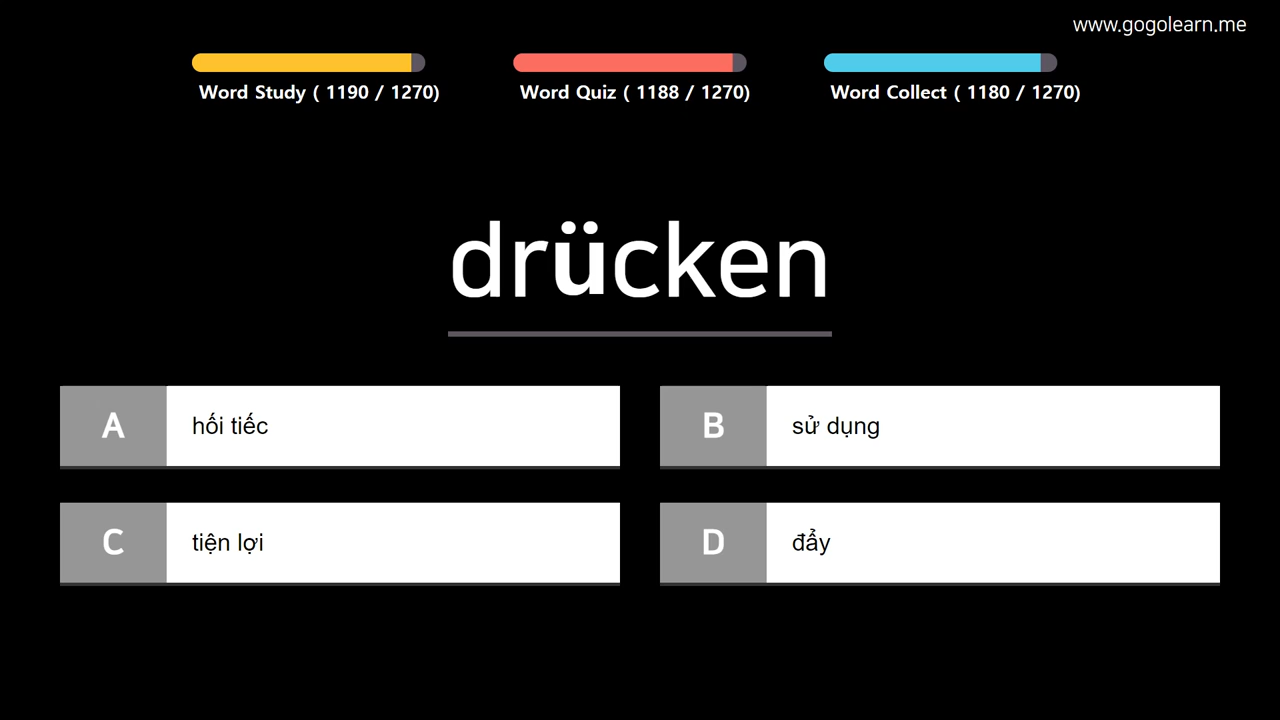 www.gogolearn.me
Word Study ( 1190 / 1270)
Word Quiz ( 1188 / 1270)
Word Collect ( 1180 / 1270)
drücken
A hối tiếc
B sử dụng
C tiện lợi
D đẩy